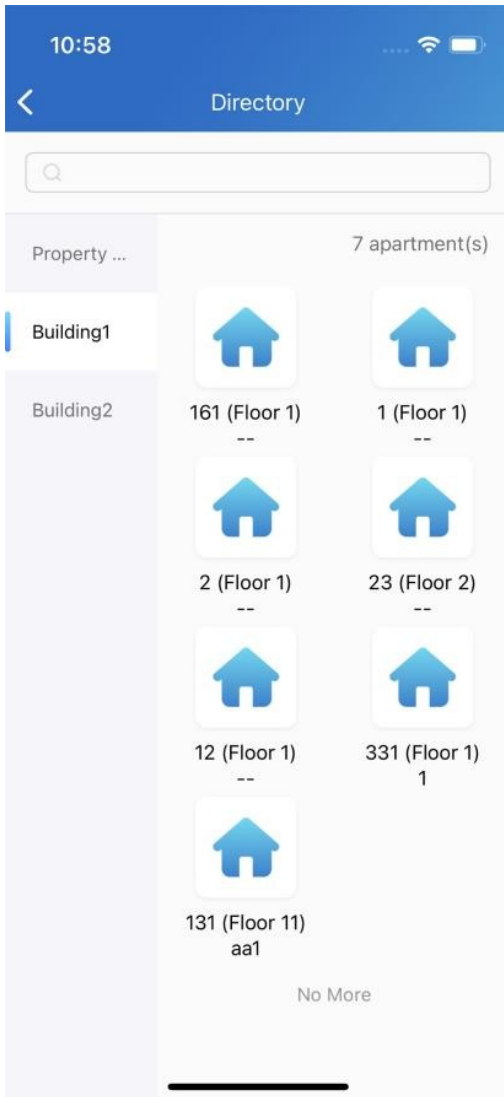 10:58
Directory
7 apartment(s)
Property ...
Building1
Building2
161 (Floor 1)
--
1 (Floor 1)
--
2 (Floor 1)
--
23 (Floor 2)
--
12 (Floor 1)
--
331 (Floor 1)
1
131 (Floor 11)
aa1
No More